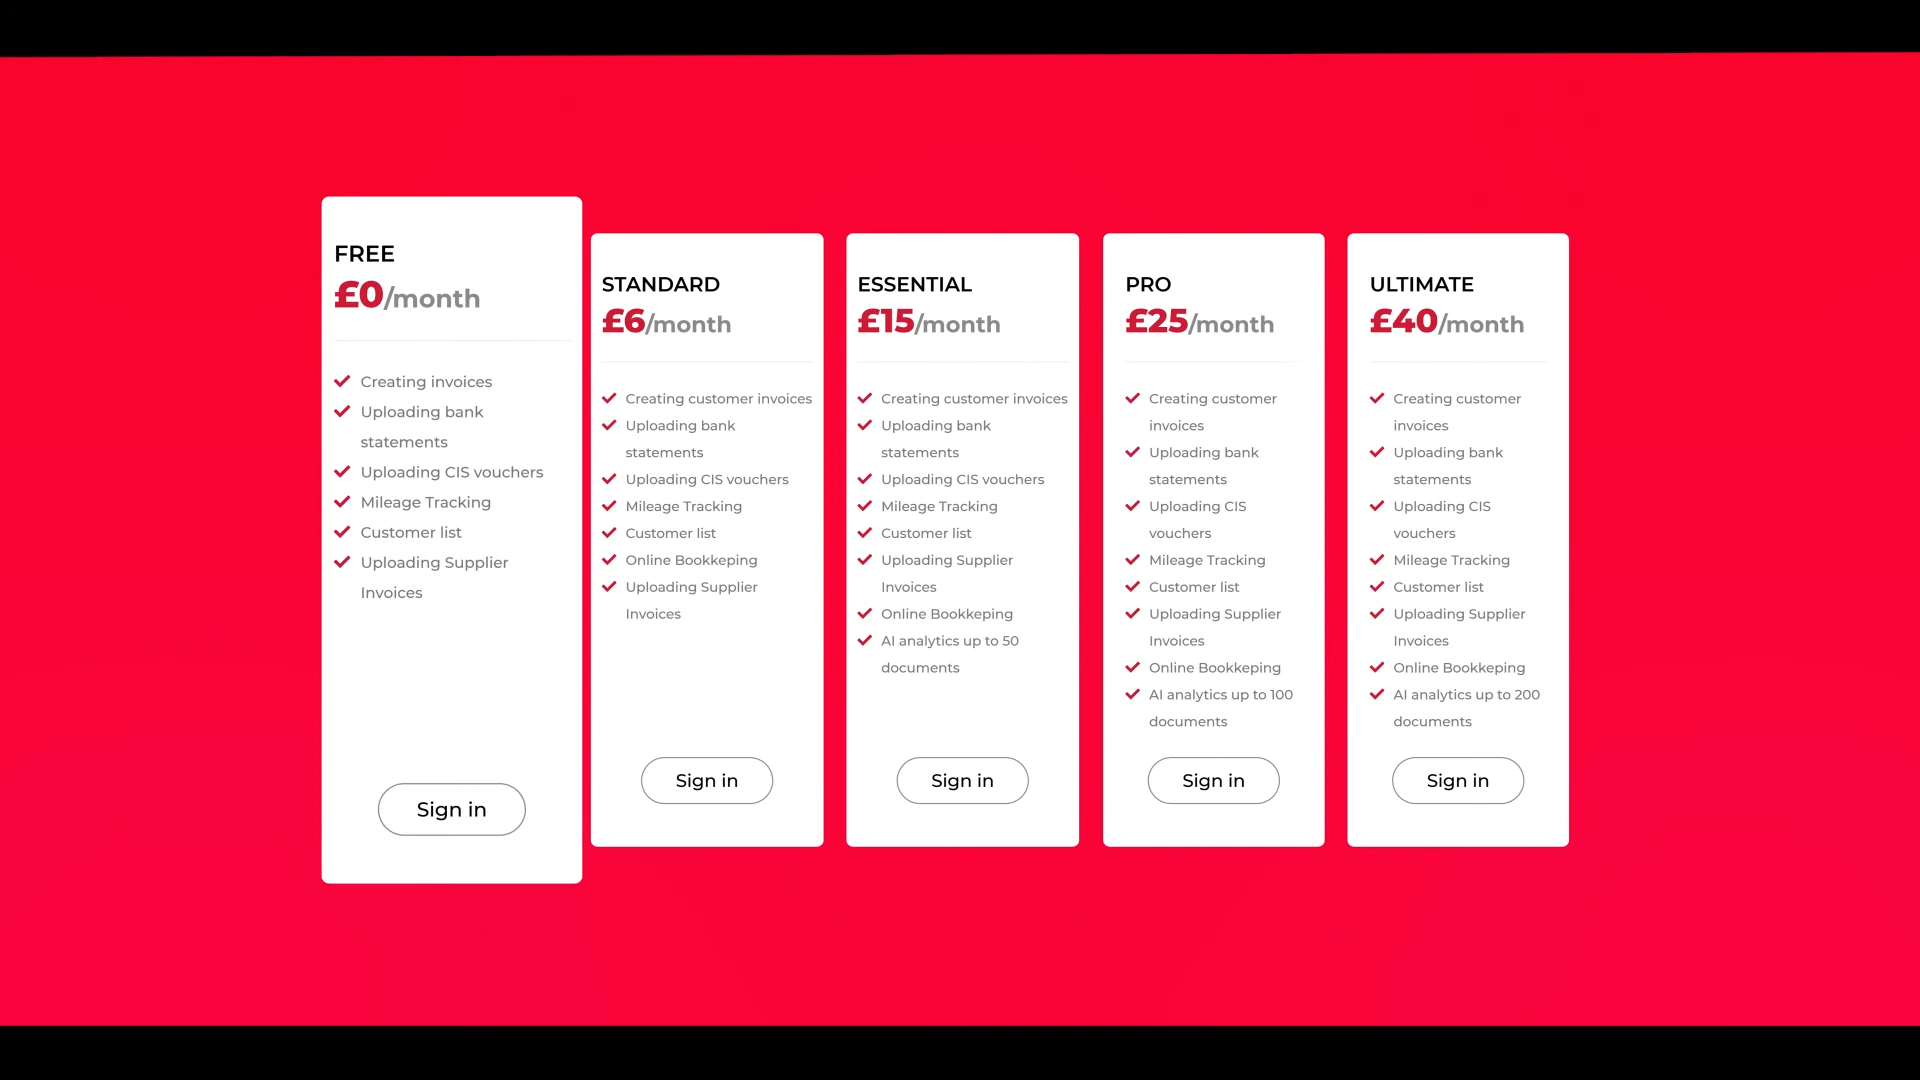 FREE
£0/month
Creating invoices
Uploading bank
statements
Uploading CIS vouchers
Mileage Tracking
Customer list
Uploading Supplier
Invoices
Sign in
STANDARD
£6/month
Creating customer invoices
Uploading bank
statements
Uploading CIS vouchers
Mileage Tracking
Customer list
Online Bookkeping
Uploading Supplier
Invoices
Sign in
ESSENTIAL
£15/month
Creating customer invoices
Uploading bank
statements
Uploading CIS vouchers
Mileage Tracking
Customer list
Uploading Supplier
Invoices
Online Bookkeping
AI analytics up to 50
documents
Sign in
PRO
£25/month
Creating customer
invoices
Uploading bank
statements
Uploading CIS
vouchers
Mileage Tracking
Customer list
Uploading Supplier
Invoices
Online Bookkeping
AI analytics up to 100
documents
Sign in
ULTIMATE
£40/month
Creating customer
invoices
Uploading bank
statements
Uploading CIS
vouchers
Mileage Tracking
Customer list
Uploading Supplier
Invoices
Online Bookkeping
AI analytics up to 200
documents
Sign in